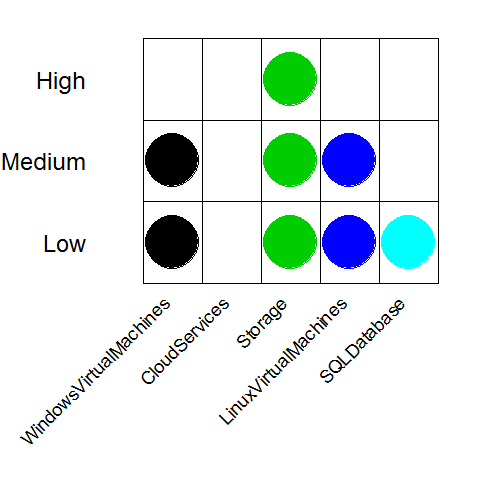 High
Medium
Low
WindowsVirtualMachines
CloudServices
Storage
LinuxVirtualMachines
SQLDatabase